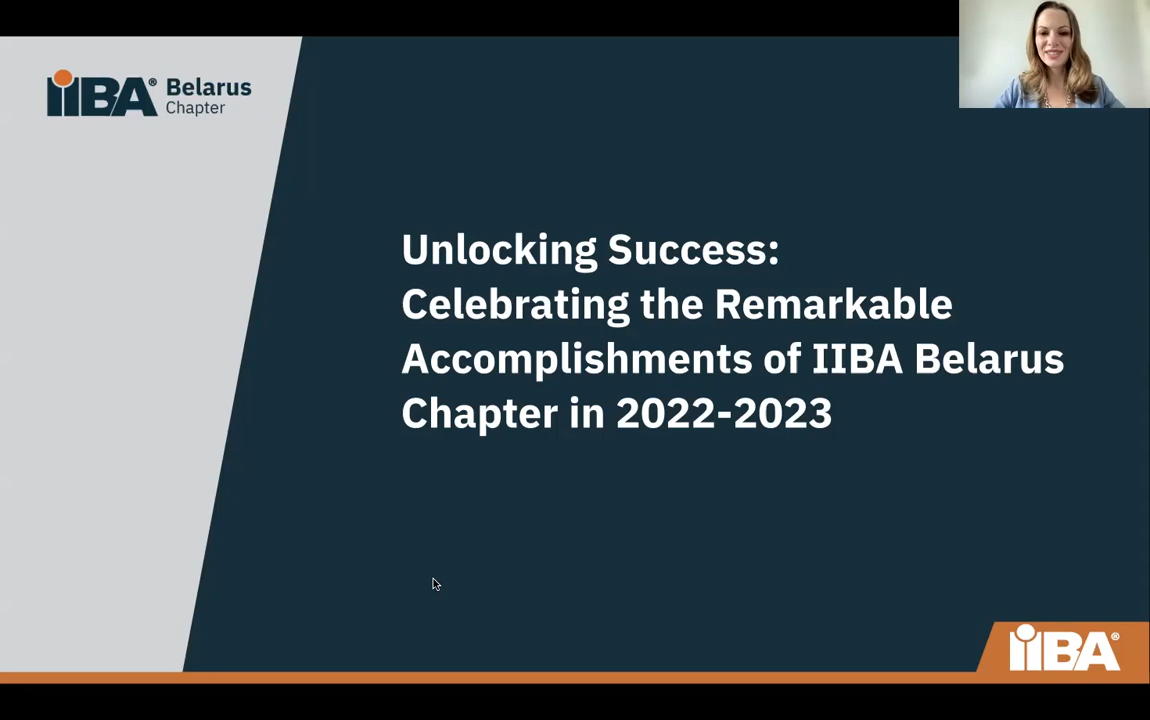 IIBA® Belarus
Chapter
Unlocking Success:
Celebrating the Remarkable
Accomplishments of IIBA Belarus
Chapter in 2022-2023
IIBA®